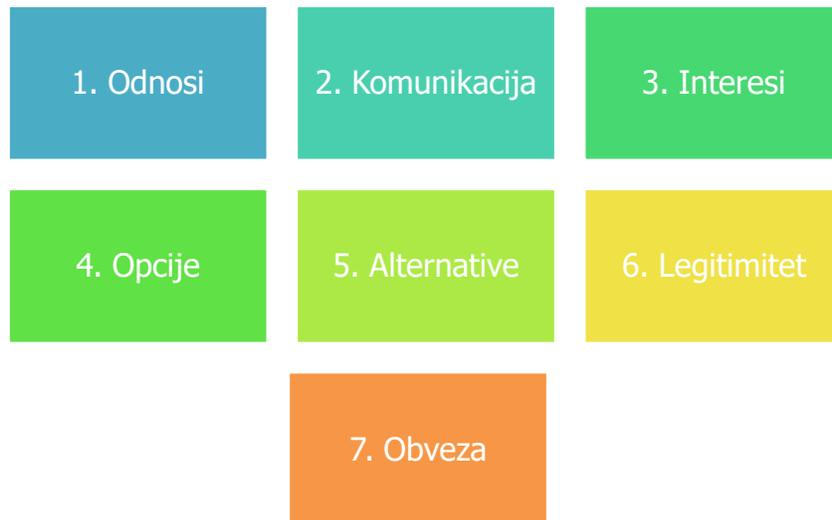 1. Odnosi
2. Komunikacija
3. Interesi
4. Opcije
5. Alternative
6. Legitimitet
7. Obveza